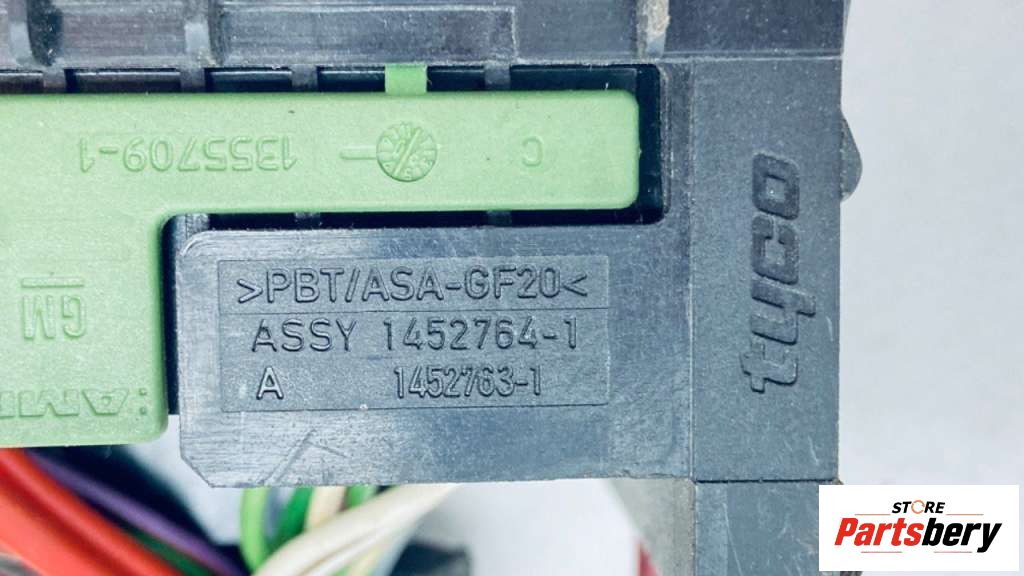 1355709-1
C
GM
>PBT/ASA-GF20<
ASSY 1452764-1
A 1452763-1
tyco
STORE
Partsbery